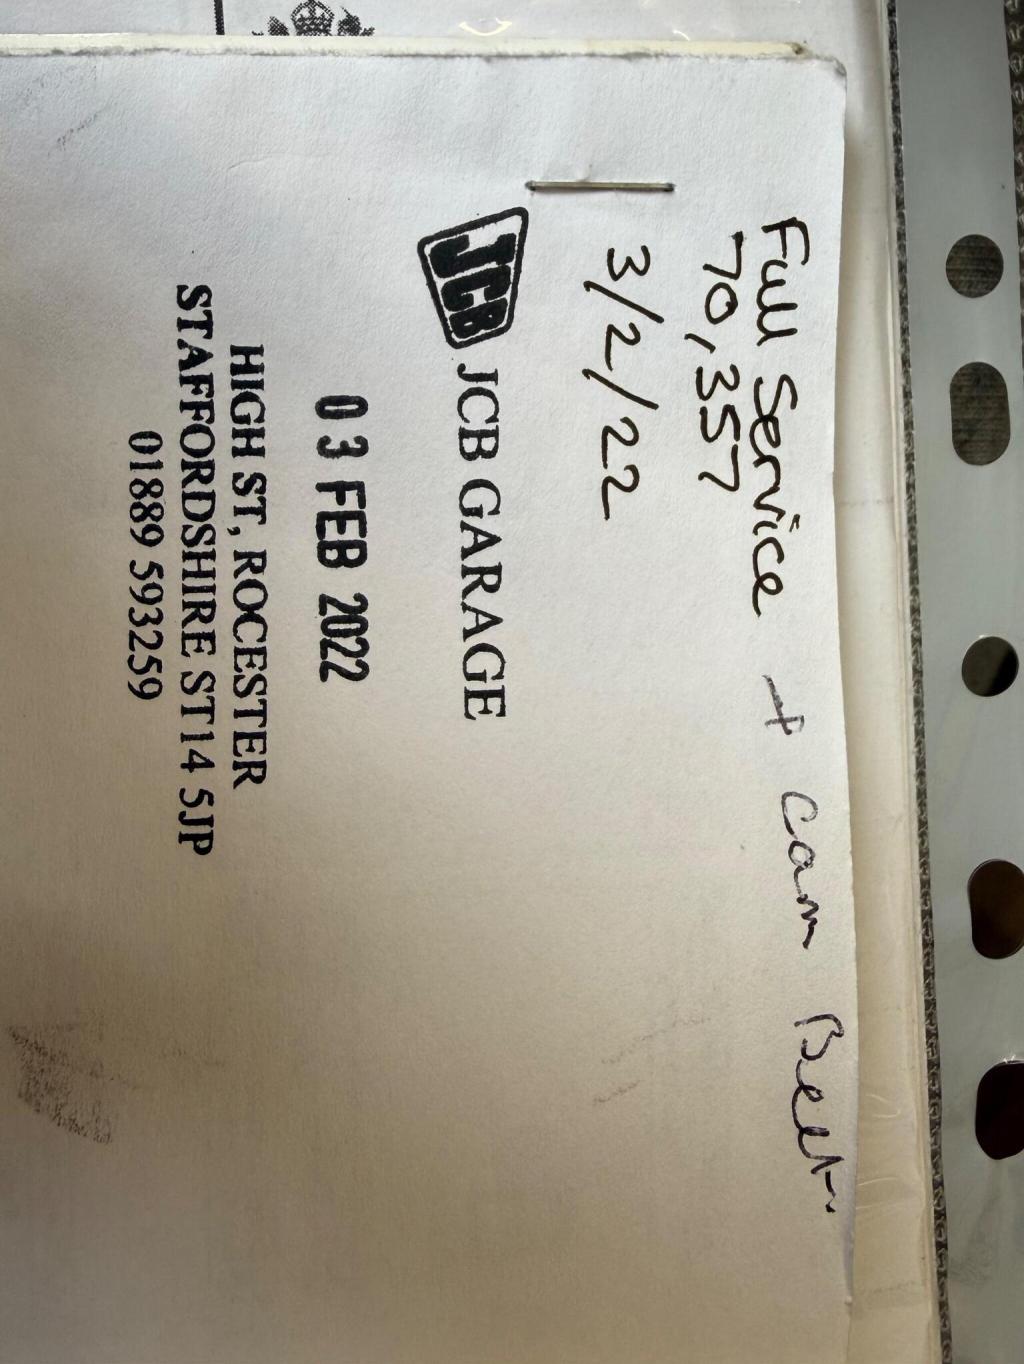 Full Service + Cam Belt
70,357
3/2/22
JCB JCB GARAGE
03 FEB 2022
HIGH ST, ROCESTER
STAFFORDSHIRE ST14 5JP
01889 593259